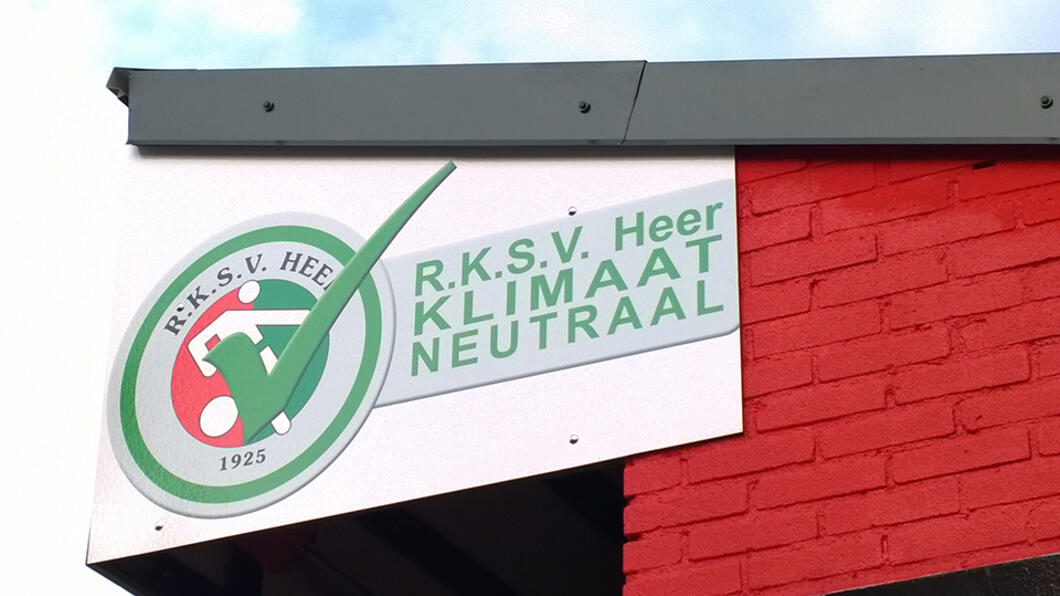 R.K.S.V. HEER
1925
R.K.S.V. Heer
KLIMAAT
NEUTRAAL